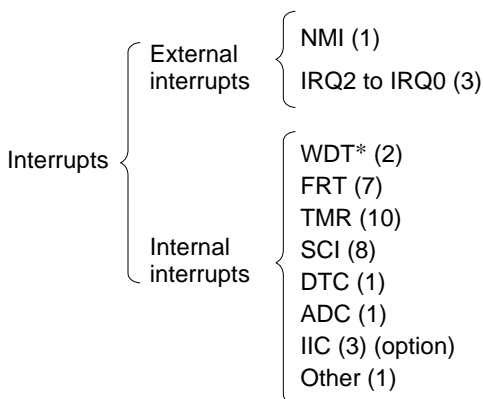 Interrupts
External
interrupts
NMI (1)
IRQ2 to IRQ0 (3)
Internal
interrupts
WDT* (2)
FRT (7)
TMR (10)
SCI (8)
DTC (1)
ADC (1)
IIC (3) (option)
Other (1)